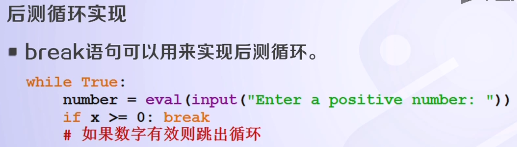 后测循环实现
▪ break语句可以用来实现后测循环。
while True:
    number = eval(input("Enter a positive number: "))
    if x >= 0: break
    # 如果数字有效则跳出循环